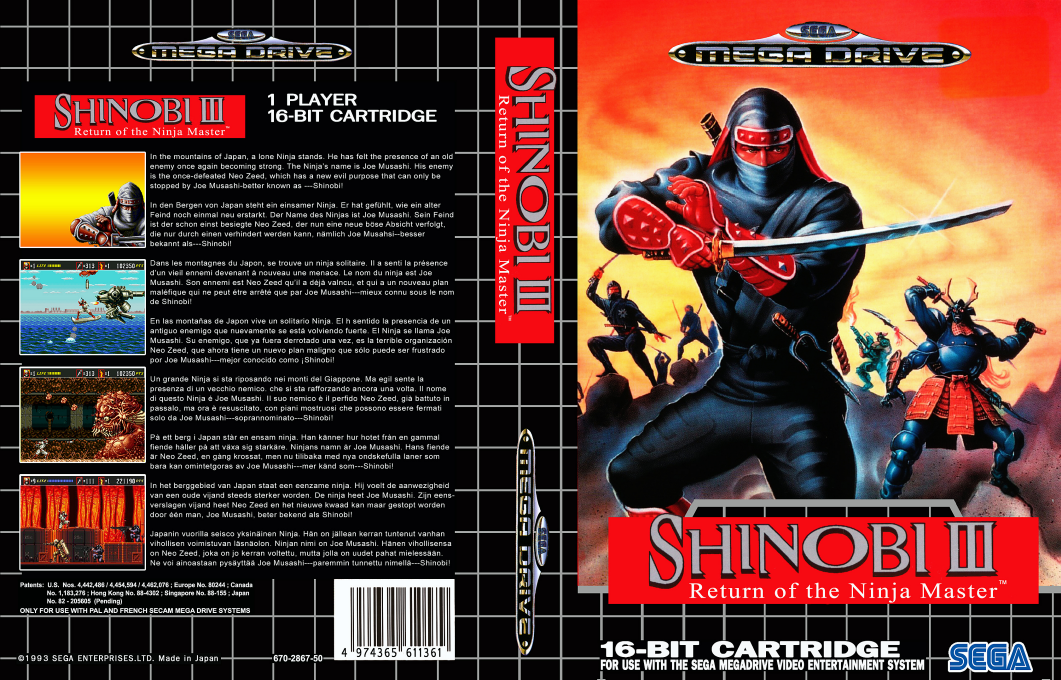 SEGA
MEGA DRIVE
SHINOBI III
Return of the Ninja Master™
1 PLAYER
16-BIT CARTRIDGE
In the mountains of Japan, a lone Ninja stands. He has felt the presence of an old
enemy once again becoming strong. The Ninja's name is Joe Musashi. His enemy
is the once-defeated Neo Zeed, which has a new evil purpose that can only be
stopped by Joe Musashi-better known as ---Shinobi!
In den Bergen von Japan steht ein einsamer Ninja. Er hat gefühlt, wie ein alter
Feind noch einmal neu erstarkt. Der Name des Ninjas ist Joe Musashi. Sein Feind
ist der schon einst besiegte Neo Zeed, der nun eine neue böse Absicht verfolgt,
die nur durch einen verhindert werden kann, nämlich Joe Musahsi--besser
bekannt als---Shinobi!
Dans les montagnes du Japon, se trouve un ninja solitaire. Il a senti la présence
d'un vieil ennemi devenant à nouveau une menace. Le nom du ninja est Joe
Musashi. Son ennemi est Neo Zeed qu'il a déjà valncu, et qui a un nouveau plan
maléfique qui ne peut être arrêté que par Joe Musashi---mieux connu sous le nom
de Shinobi!
En las montañas de Japon vive un solitario Ninja. El h sentido la presencia de un
antiguo enemigo que nuevamente se está volviendo fuerte. El Ninja se llama Joe
Musashi. Su enemigo, que ya fuera derrotado una vez, es la terrible organización
Neo Zeed, que ahora tiene un nuevo plan maligno que sólo puede ser frustrado
por Joe Musashi---mejor conocido como ¡Shinobi!
Un grande Ninja si sta riposando nei monti del Giappone. Ma egil sente la
presenza di un vecchio nemico. che si sta rafforzando ancora una volta. Il nome
di questo Ninja è Joe Musashi. Il suo nemico è il perfido Neo Zeed, già battuto in
passalo, ma ora è resuscitato, con piani mostruosi che possono essere fermati
solo da Joe Musashi---soprannominato---Shinobi!
På ett berg i Japan står en ensam ninja. Han känner hur hotet från en gammal
fiende håller på att växa sig starkäre. Ninjans namn är Joe Musashi. Hans fiende
är Neo Zeed, en gång krossat, men nu tilibaka med nya ondskefulla laner som
bara kan omintetgoras av Joe Musashi---mer känd som---Shinobi!
In het berggebied van Japan staat een eenzame ninja. Hij voelt de aanwezigheid
van een oude vijand steeds sterker worden. De ninja heet Joe Musashi. Zijn eens-
verslagen vijand heet Neo Zeed en het nieuwe kwaad kan maar gestopt worden
door één man, Joe Musashi, beter bekend als Shinobi!
Japanin vuorilla seisco yksinäinen Ninja. Hän on jällean kerran tuntenut vanhan
vihollisen voimistuvan läsnäolon. Ninjan nimi on Joe Musashi. Hänen vihollisensa
on Neo Zeed, joka on jo kerran voltettu, mutta jolla on uudet pahat mielessään.
Ne voi ainoastaan pysäyttää Joe Musashi---paremmin tunnettu nimellä---Shinobi!
Patents: U.S. Nos. 4,442,486 / 4,454,594 / 4,462,076 ; Europe No. 80244 ; Canada
No. 1,183,276 ; Hong Kong No. 88-4302 ; Singapore No. 88-155 ; Japan
No. 82 - 205605 (Pending)
ONLY FOR USE WITH PAL AND FRENCH SECAM MEGA DRIVE SYSTEMS
©1993 SEGA ENTERPRISES.LTD. Made in Japan
670-2867-50
4 974365 611361
SHINOBI III
Return of the Ninja Master™
SEGA
MEGA DRIVE
SEGA
MEGA DRIVE
SHINOBI III
Return of the Ninja Master™
16-BIT CARTRIDGE
FOR USE WITH THE SEGA MEGADRIVE VIDEO ENTERTAINMENT SYSTEM
SEGA